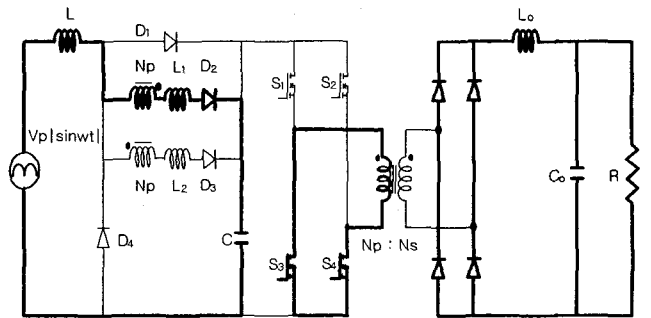 L
D₁
Np
L₁
D₂
Vp|sinwt|
Np
L₂
D₃
D₄
C
S₁
S₂
S₃
S₄
Np : Ns
Lo
Co
R